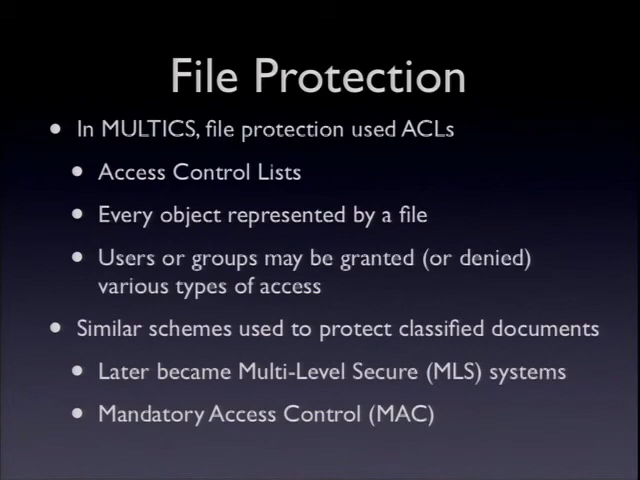 File Protection
• In MULTICS, file protection used ACLs
• Access Control Lists
• Every object represented by a file
• Users or groups may be granted (or denied)
various types of access
• Similar schemes used to protect classified documents
• Later became Multi-Level Secure (MLS) systems
• Mandatory Access Control (MAC)